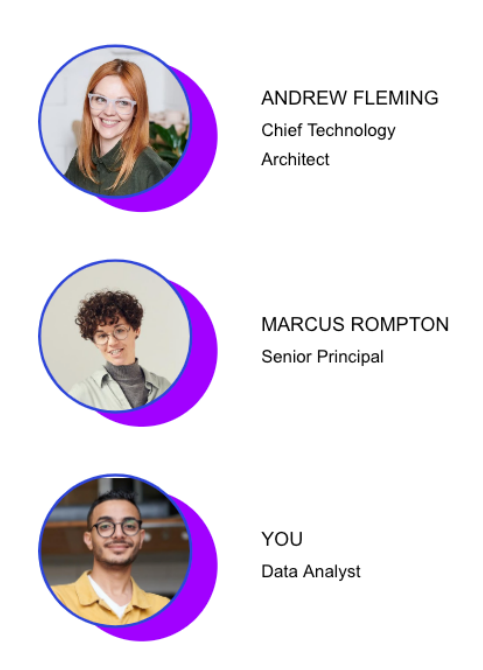 ANDREW FLEMING
Chief Technology
Architect
MARCUS ROMPTON
Senior Principal
YOU
Data Analyst